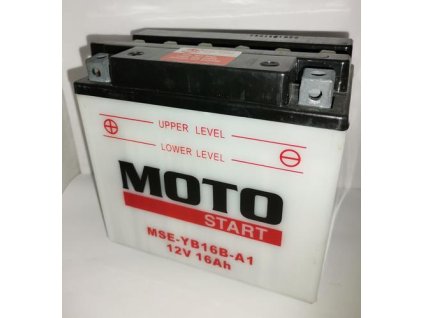 UPPER LEVEL
LOWER LEVEL
MOTO
START
MSE-YB16B-A1
12V 16Ah